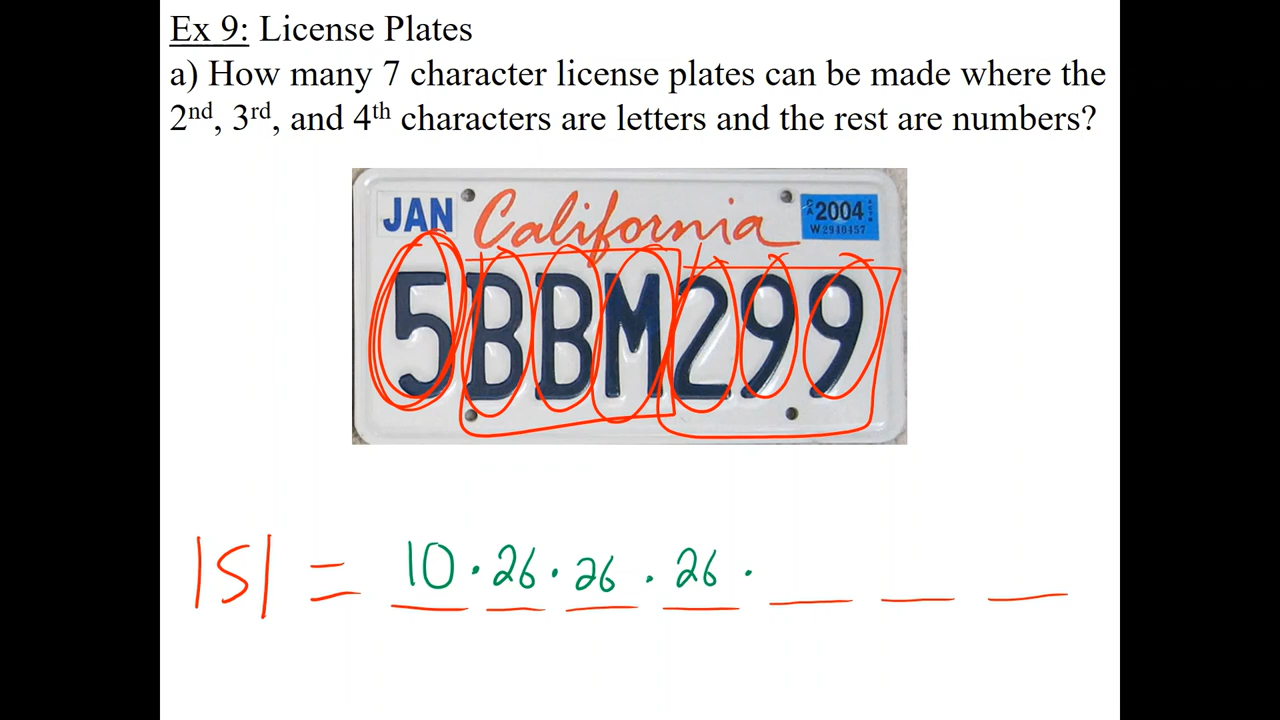 Ex 9: License Plates
a) How many 7 character license plates can be made where the
2nd, 3rd, and 4th characters are letters and the rest are numbers?
JAN California 2004
W2940457
5BBM299
|S| = 10 · 26 · 26 · 26 ·